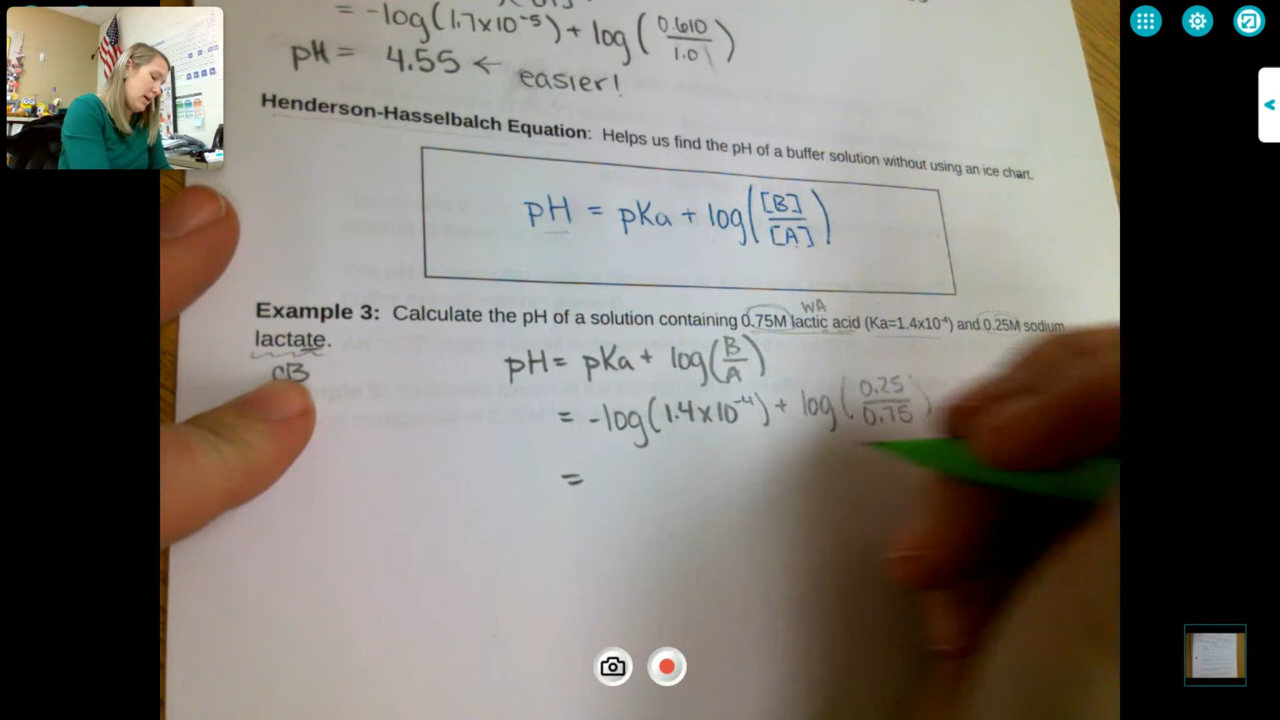 = -log(1.7x10⁻⁵) + log(0.610/1.0)
pH = 4.55 ← easier!
Henderson-Hasselbalch Equation: Helps us find the pH of a buffer solution without using an ice chart.
pH = pKa + log([B]/[A])
WA
Example 3: Calculate the pH of a solution containing 0.75M lactic acid (Ka=1.4x10⁻⁴) and 0.25M sodium
lactate.
CB
pH = pKa + log(B/A)
= -log(1.4x10⁻⁴) + log(0.25/0.75)
=